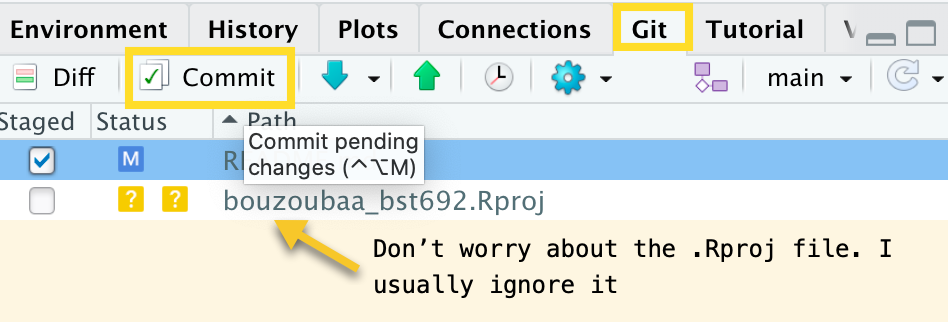 Environment History Plots Connections Git Tutorial
Diff Commit main
Staged Status Path
Commit pending
changes (^⌥M)
M
? ? bouzoubaa_bst692.Rproj
Don’t worry about the .Rproj file. I
usually ignore it